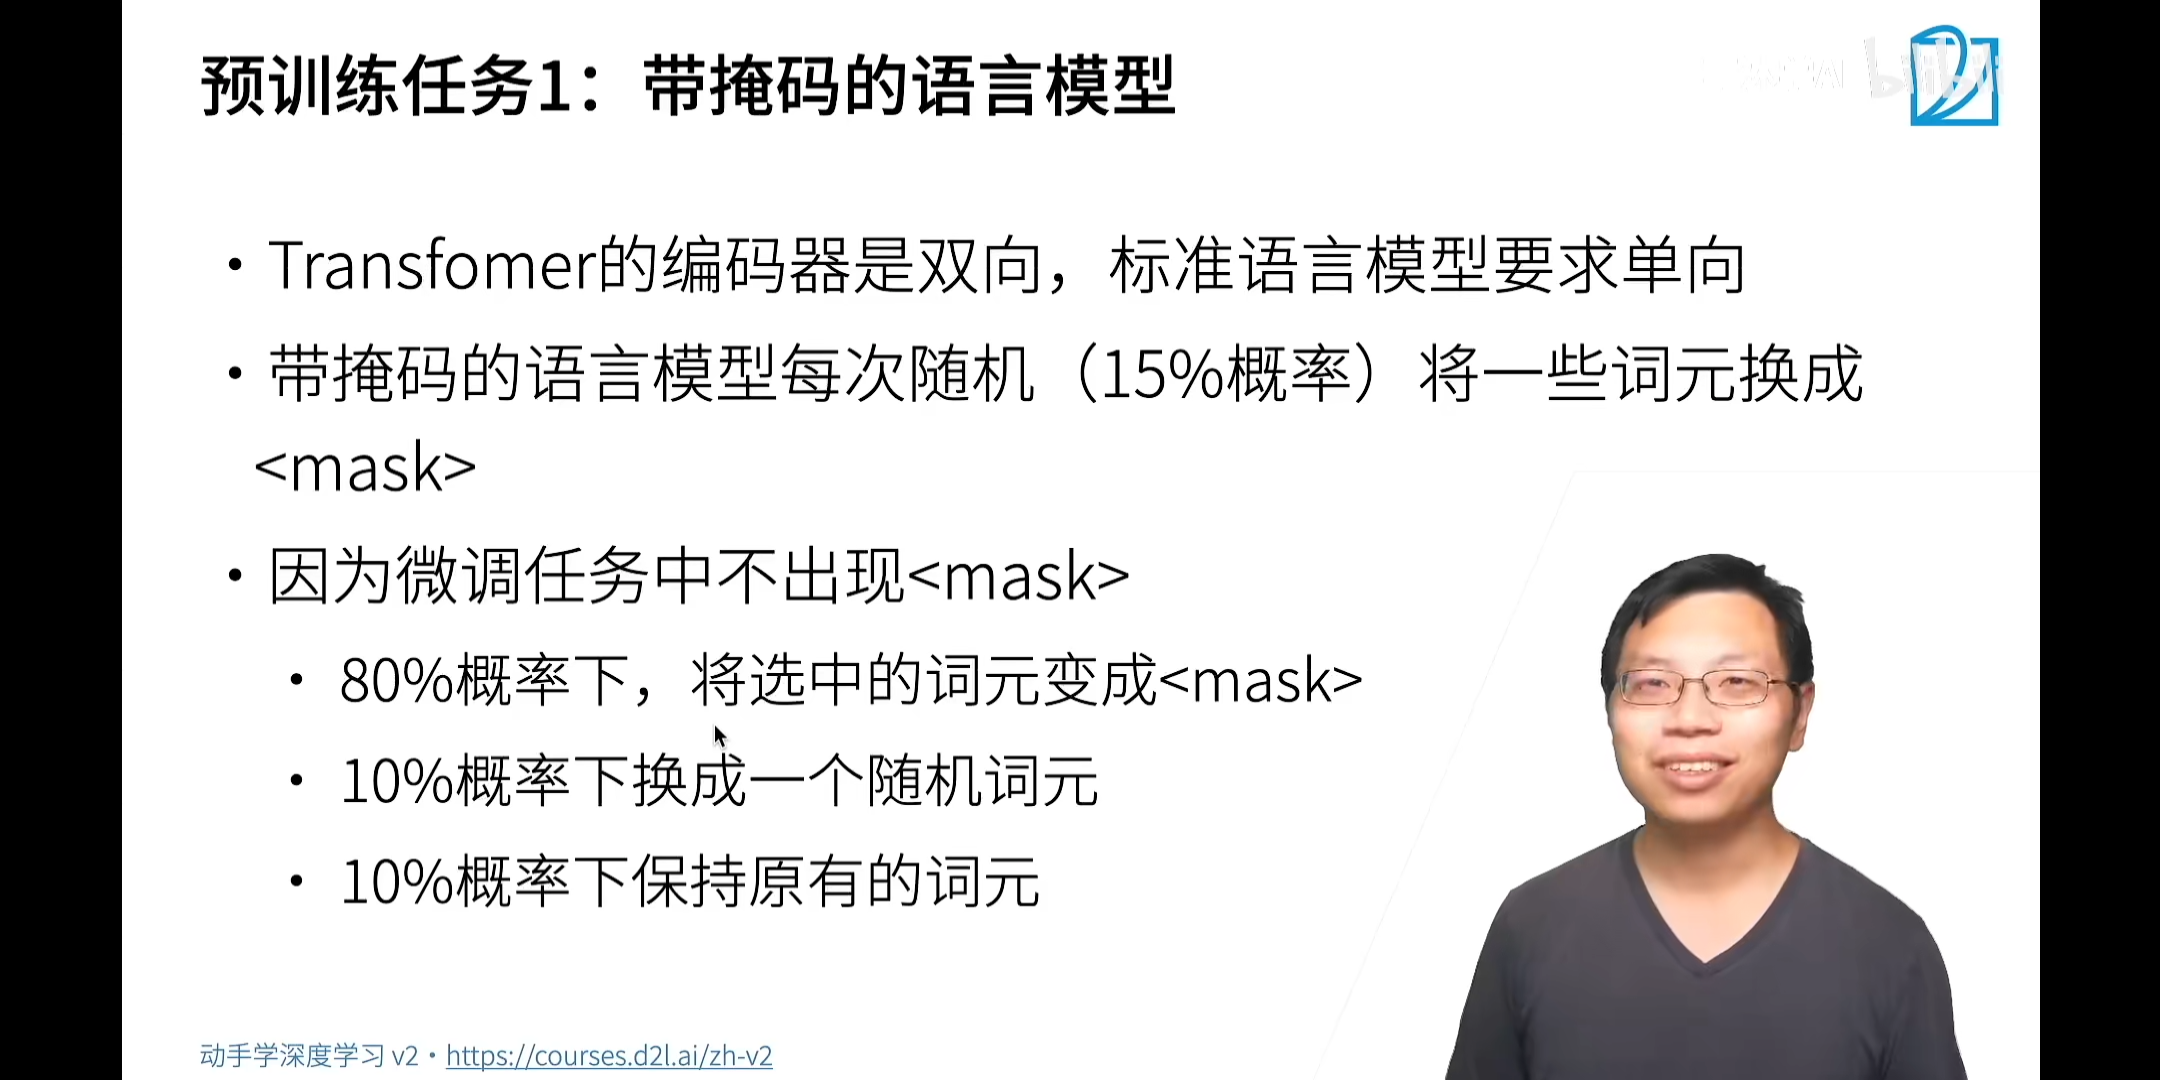 预训练任务1：带掩码的语言模型
• Transfomer的编码器是双向，标准语言模型要求单向
• 带掩码的语言模型每次随机（15%概率）将一些词元换成
<mask>
• 因为微调任务中不出现<mask>
• 80%概率下，将选中的词元变成<mask>
• 10%概率下换成一个随机词元
• 10%概率下保持原有的词元
动手学深度学习 v2 • https://courses.d2l.ai/zh-v2